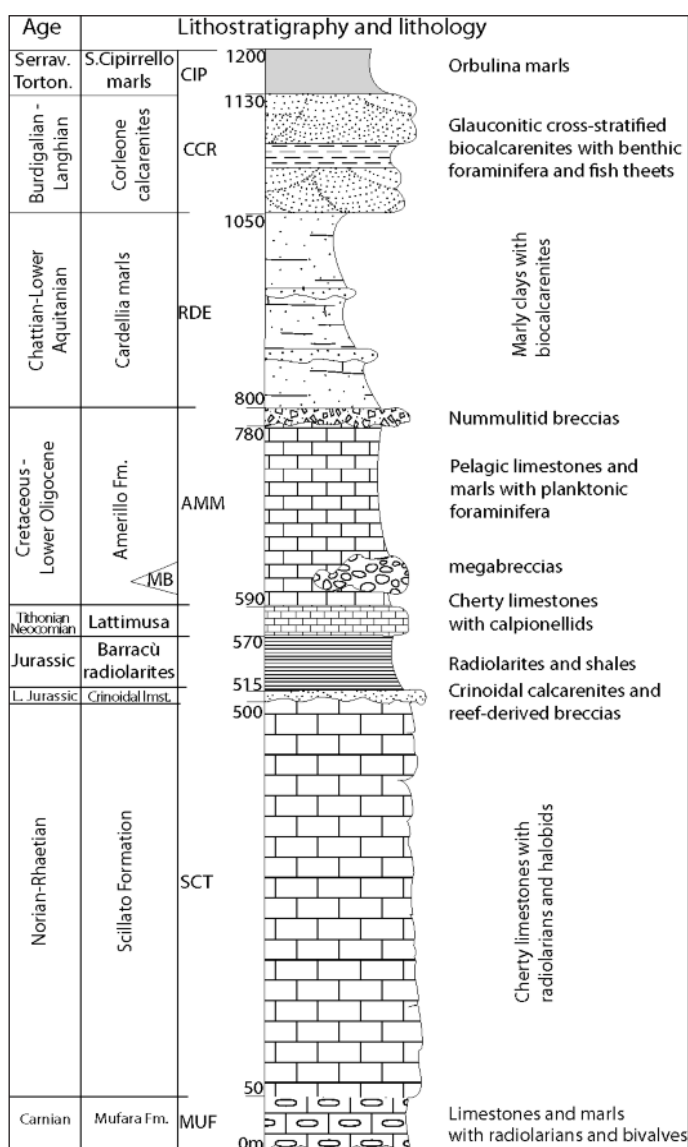 Age Lithostratigraphy and lithology
Serrav.
Torton.
S.Cipirrello
marls
CIP
1200
Orbulina marls
1130
Burdigalian -
Langhian
Corleone
calcarenites
CCR
Glauconitic cross-stratified
biocalcarenites with benthic
foraminifera and fish theets
1050
Chattian-Lower
Aquitanian
Cardellia marls
RDE
Marly clays with
biocalcarenites
800
Nummulitid breccias
780
Cretaceous -
Lower Oligocene
Amerillo Fm.
AMM
Pelagic limestones and
marls with planktonic
foraminifera
MB
megabreccias
590
Tithonian
Neocomian
Lattimusa
Cherty limestones
with calpionellids
570
Jurassic
Barracù
radiolarites
Radiolarites and shales
515
L. Jurassic
Crinoidal lmst.
Crinoidal calcarenites and
reef-derived breccias
500
Norian-Rhaetian
Scillato Formation
SCT
Cherty limestones with
radiolarians and halobids
50
Carnian
Mufara Fm.
MUF
Limestones and marls
with radiolarians and bivalves
0m